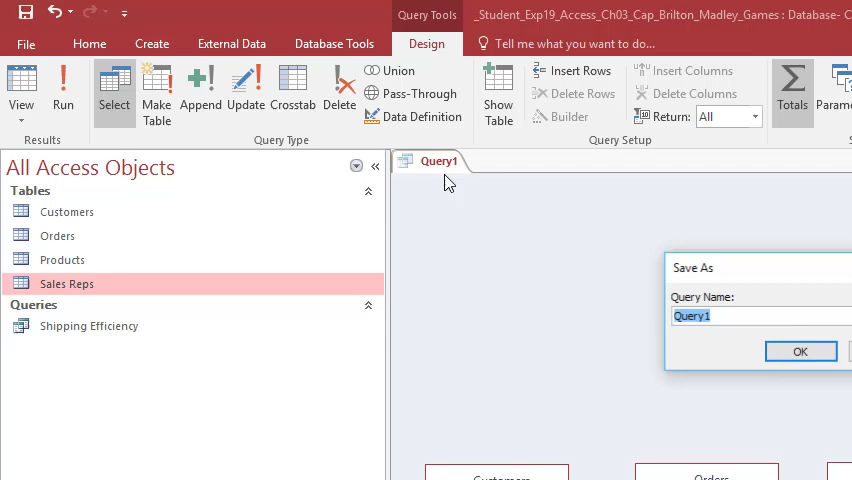 Query Tools
_Student_Exp19_Access_Ch03_Cap_Brilton_Madley_Games : Database- C
File Home Create External Data Database Tools Design Tell me what you want to do...
View Run Select Make Table Append Update Crosstab Delete
Union
Pass-Through
Data Definition
Show Table
Insert Rows
Delete Rows
Builder
Insert Columns
Delete Columns
Return: All
Totals
Results Query Type Query Setup
All Access Objects
Query1
Tables
Customers
Orders
Products
Sales Reps
Queries
Shipping Efficiency
Save As
Query Name:
Query1
OK
Customers Orders